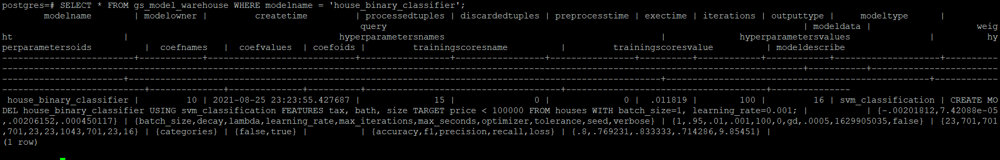 postgres=# SELECT * FROM gs_model_warehouse WHERE modelname = 'house_binary_classifier';
modelname | modelowner | createtime | processedtuples | discardedtuples | preprocesstime | exectime | iterations | outputtype | modeltype |
query | modeldata | weig
ht | hyperparametersnames | hyperparametersvalues | hy
perparametersoids | coefnames | coefvalues | coefoids | trainingscoresname | trainingscoresvalue | modeldescribe
house_binary_classifier | 10 | 2021-08-25 23:23:55.427687 | 15 | 0 | 0 | .011819 | 100 | 16 | svm_classification | CREATE MO
DEL house_binary_classifier USING svm_classification FEATURES tax, bath, size TARGET price < 100000 FROM houses WITH batch_size=1, learning_rate=0.001; | | {-.00201812,7.42088e-05
,.00206152,.000450117} | {batch_size,decay,lambda,learning_rate,max_iterations,max_seconds,optimizer,tolerance,seed,verbose} | {1,.95,.01,.001,100,0,gd,.0005,1629905035,false} | {23,701,701
,701,23,23,1043,701,23,16} | {categories} | {false,true} | | {accuracy,f1,precision,recall,loss} | {.8,.769231,.833333,.714286,9.85451} |
(1 row)